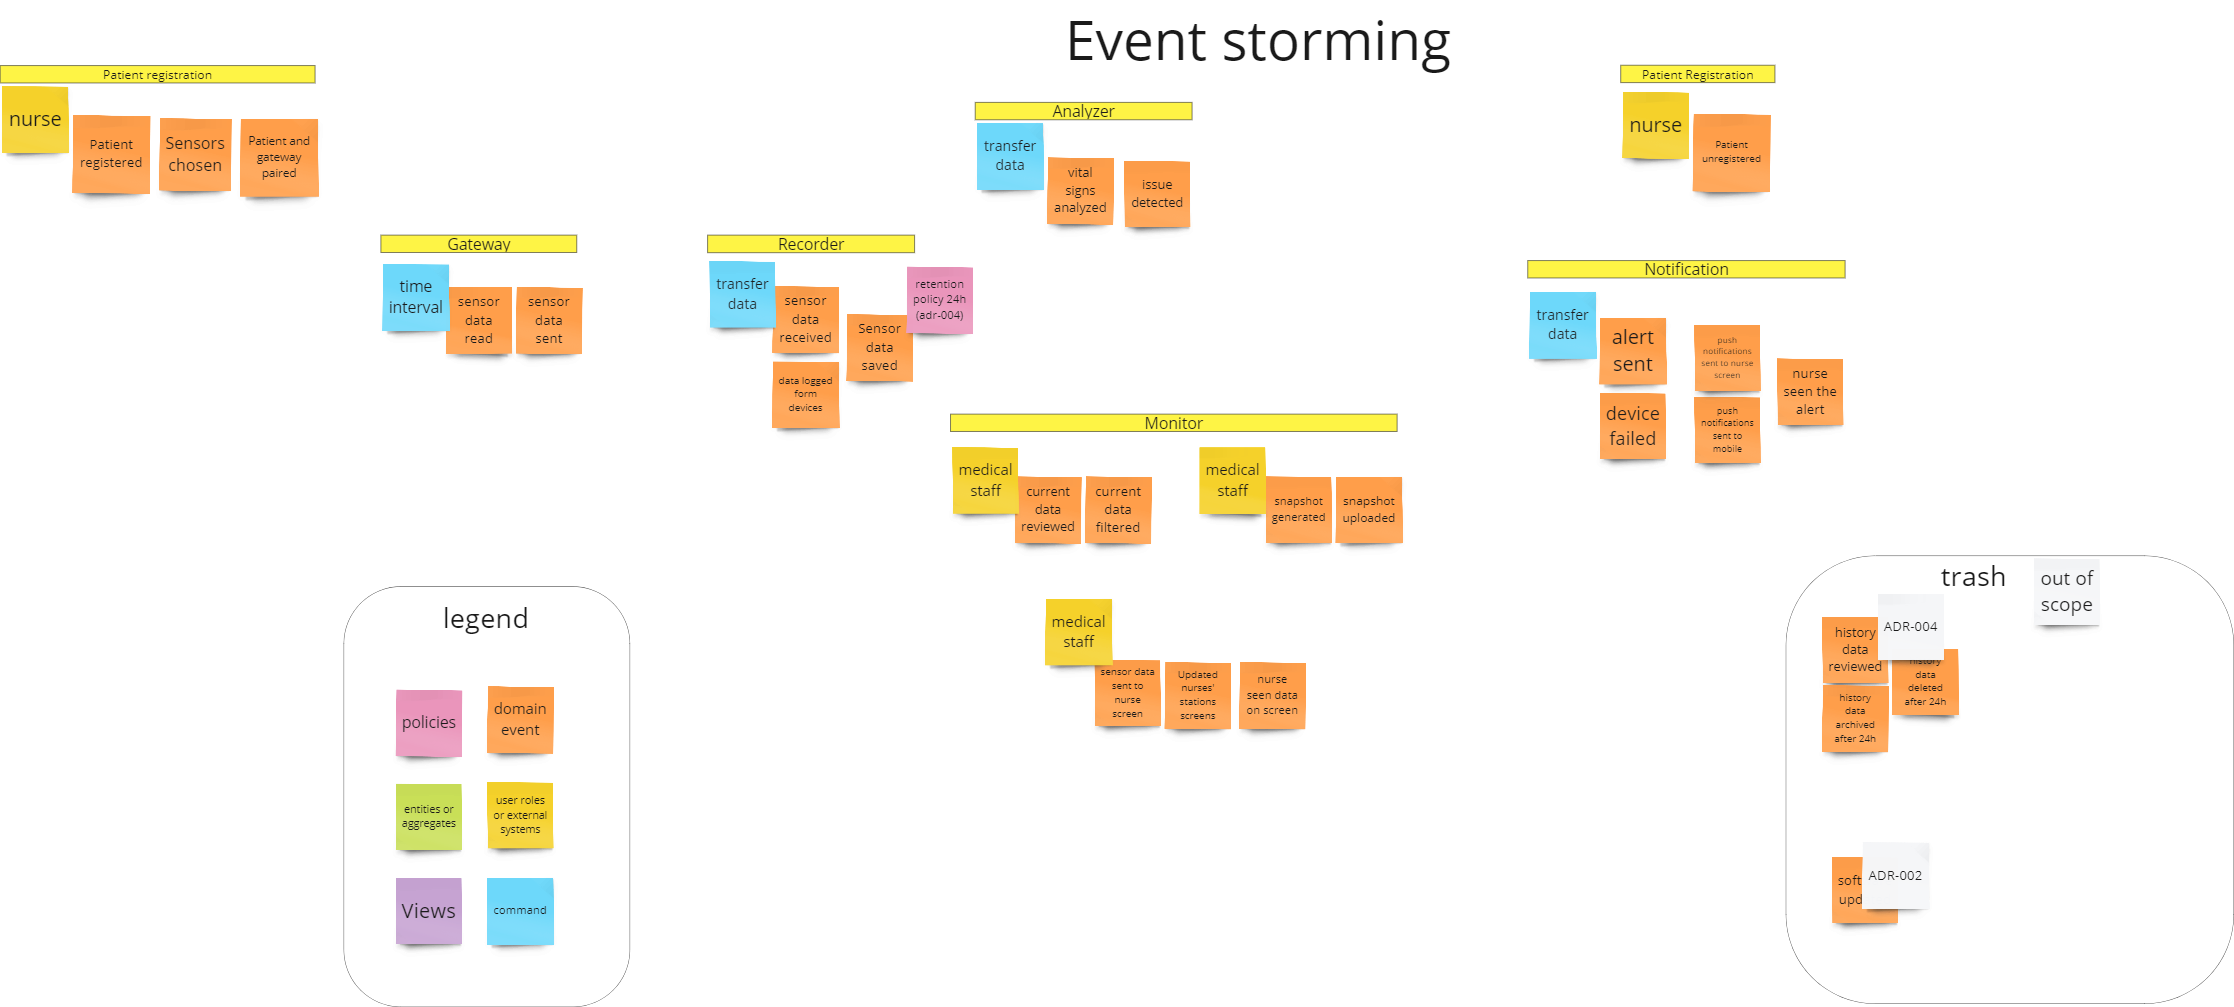 Event storming
Patient registration
nurse
Patient
registered
Sensors
chosen
Patient and
gateway
paired
Gateway
time
interval
sensor
data
read
sensor
data
sent
Recorder
transfer
data
sensor
data
received
data logged
form
devices
Sensor
data
saved
retention
policy 24h
(adr-004)
Analyzer
transfer
data
vital
signs
analyzed
issue
detected
Monitor
medical
staff
current
data
reviewed
current
data
filtered
medical
staff
snapshot
generated
snapshot
uploaded
medical
staff
sensor data
sent to
nurse
screen
Updated
nurses'
stations
screens
nurse
seen data
on screen
Patient Registration
nurse
Patient
unregistered
Notification
transfer
data
alert
sent
device
failed
push
notifications
sent to nurse
screen
push
notifications
sent to
mobile
nurse
seen the
alert
legend
policies
domain
event
entities or
aggregates
user roles
or external
systems
Views
command
trash
out of
scope
history
data
reviewed
ADR-004
history
data
deleted
after 24h
history
data
archived
after 24h
ADR-002